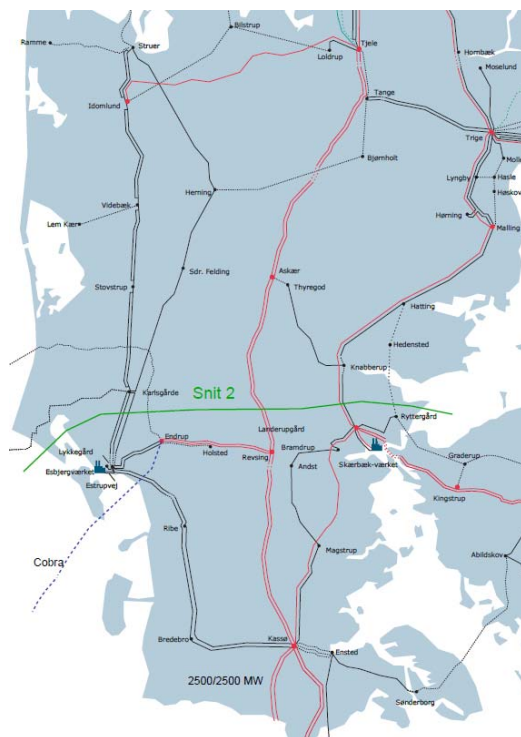 Bilstrup
Ramme
Struer
Tjele
Loldrup
Hornbæk
Moselund
Idomlund
Tange
Trige
Bjørnholt
Lyngby
Hasle
Herning
Høskov
Videbæk
Hørning
Lem Kær
Malling
Sdr. Felding
Askær
Stovstrup
Thyregod
Hatting
Hedensted
Knabberup
Karlsgårde
Snit 2
Ryttergård
Landerupgård
Lykkegård
Endrup
Holsted
Bramdrup
Revsing
Graderup
Esbjergværket
Andst
Skærbæk-værket
Estrupvej
Kingstrup
Ribe
Magstrup
Cobra
Abildskov
Bredebro
Kassø
Ensted
2500/2500 MW
Sønderborg